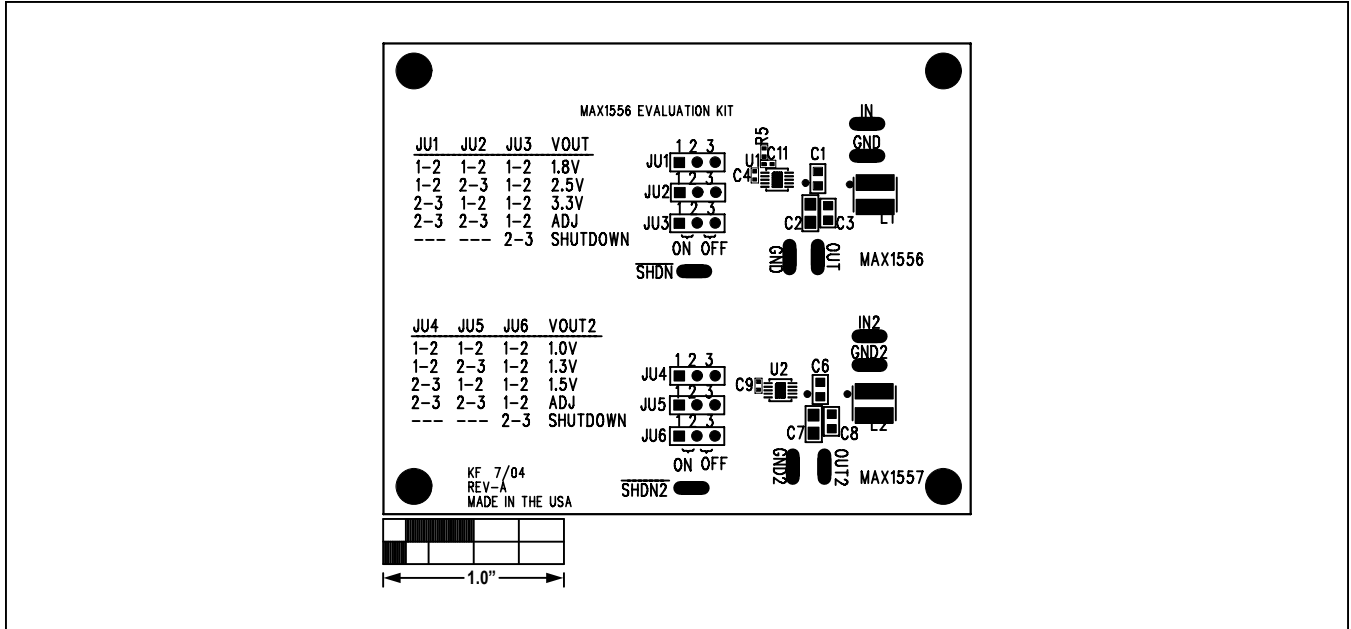 MAX1556 EVALUATION KIT
IN
GND
JU1 JU2 JU3 VOUT
1-2 1-2 1-2 1.8V
1-2 2-3 1-2 2.5V
2-3 1-2 1-2 3.3V
2-3 2-3 1-2 ADJ
--- --- 2-3 SHUTDOWN
1 2 3
JU1
1 2 3
JU2
1 2 3
JU3
ON OFF
SHDN
R5
U1
C11
C4
C1
C2
C3
L1
GND
OUT
MAX1556
JU4 JU5 JU6 VOUT2
1-2 1-2 1-2 1.0V
1-2 2-3 1-2 1.3V
2-3 1-2 1-2 1.5V
2-3 2-3 1-2 ADJ
--- --- 2-3 SHUTDOWN
IN2
GND2
1 2 3
JU4
1 2 3
JU5
1 2 3
JU6
ON OFF
SHDN2
U2
C9
C6
C7
C8
L2
GND2
OUT2
MAX1557
KF 7/04
REV-A
MADE IN THE USA
1.0”